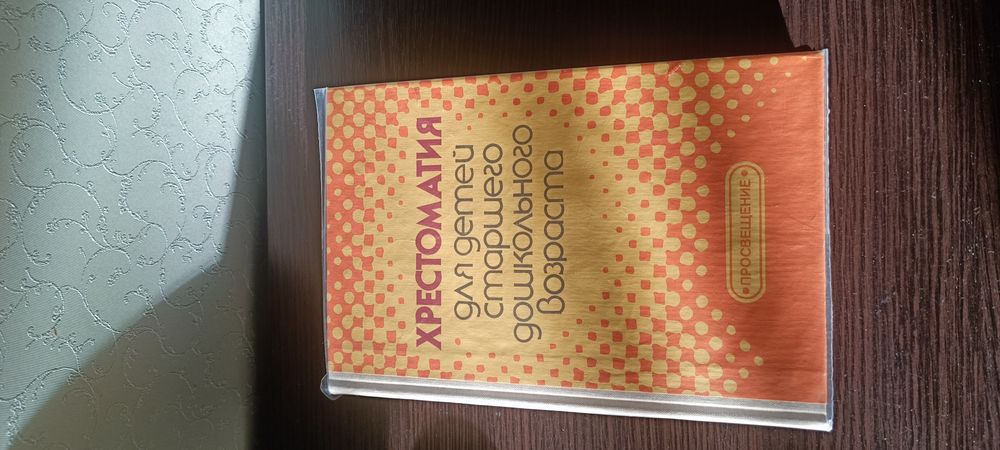 ХРЕСТОМАТИЯ
для детей
старшего
дошкольного
возраста
•ПРОСВЕЩЕНИЕ•